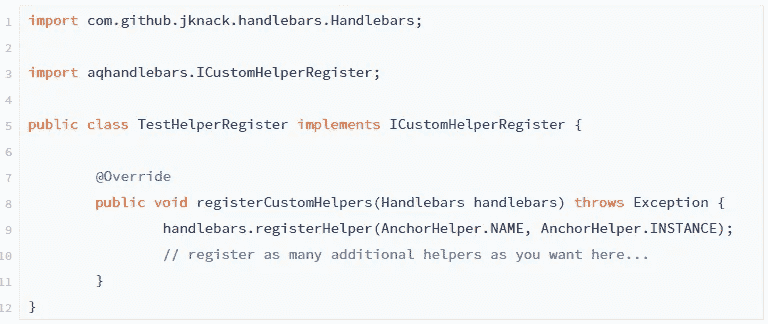 1 import com.github.jknack.handlebars.Handlebars;
2
3 import aqhandlebars.ICustomHelperRegister;
4
5 public class TestHelperRegister implements ICustomHelperRegister {
6
7 @Override
8 public void registerCustomHelpers(Handlebars handlebars) throws Exception {
9 handlebars.registerHelper(AnchorHelper.NAME, AnchorHelper.INSTANCE);
10 // register as many additional helpers as you want here...
11 }
12 }